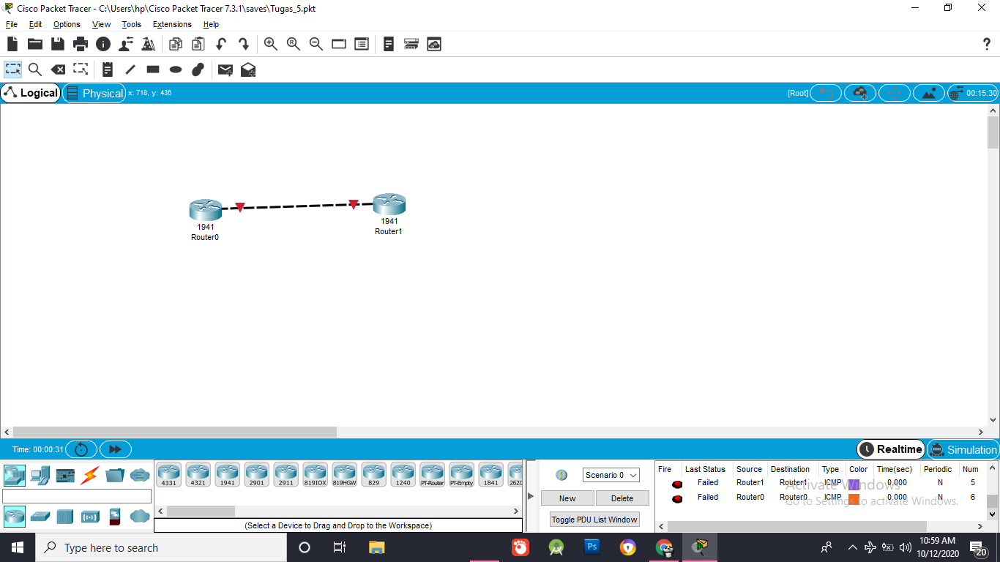 Cisco Packet Tracer - C:\Users\hp\Cisco Packet Tracer 7.3.1\saves\Tugas_5.pkt
File Edit Options View Tools Extensions Help
Logical Physical x: 718, y: 436 [Root] 00:15:30
1941
Router0
1941
Router1
Time: 00:00:31 Realtime Simulation
4331 4321 1941 2901 2911 819IOX 819HGW 829 1240 PT-Router PT-Empty 1841 2620
(Select a Device to Drag and Drop to the Workspace)
Scenario 0
New Delete
Toggle PDU List Window
Fire Last Status Source Destination Type Color Time(sec) Periodic Num
Failed Router1 Router1 ICMP 0.000 N 5
Failed Router0 Router0 ICMP 0.000 N 6
Activate Windows
Go to Settings to activate Windows.
Type here to search
Ps
10:59 AM
10/12/2020
20